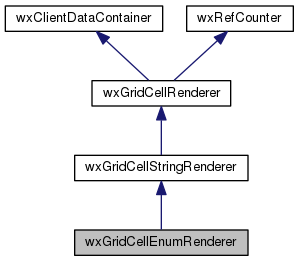 wxClientDataContainer
wxRefCounter
wxGridCellRenderer
wxGridCellStringRenderer
wxGridCellEnumRenderer